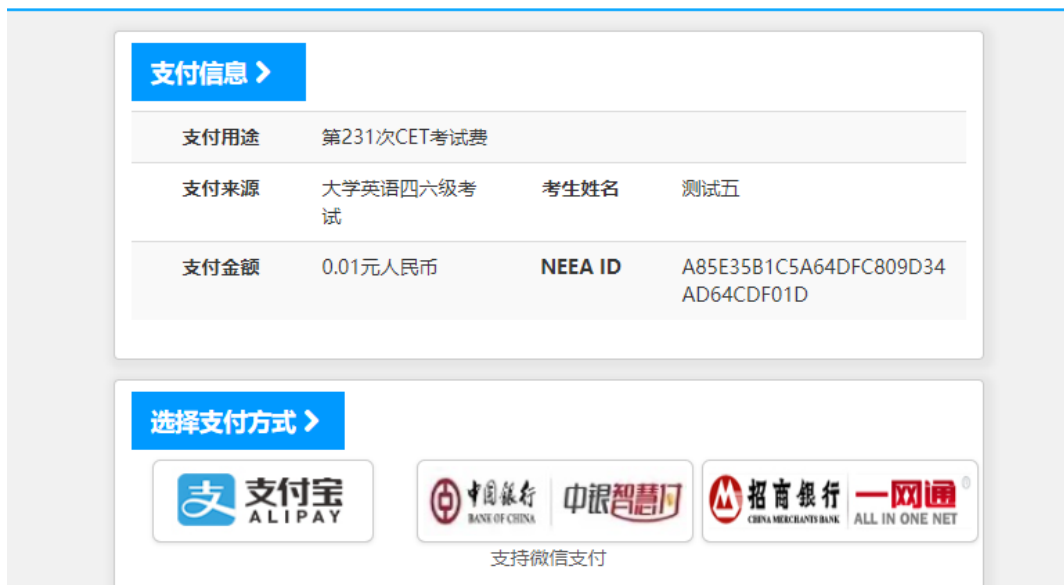 支付信息
支付用途 第231次CET考试费
支付来源 大学英语四六级考 考生姓名 测试五
试
支付金额 0.01元人民币 NEEA ID A85E35B1C5A64DFC809D34
AD64CDF01D
选择支付方式
支 支付宝 中国银行 中银智慧付 招商银行 一网通 ®
ALIPAY BANK OF CHINA CHINA MERCHANTS BANK ALL IN ONE NET
支持微信支付